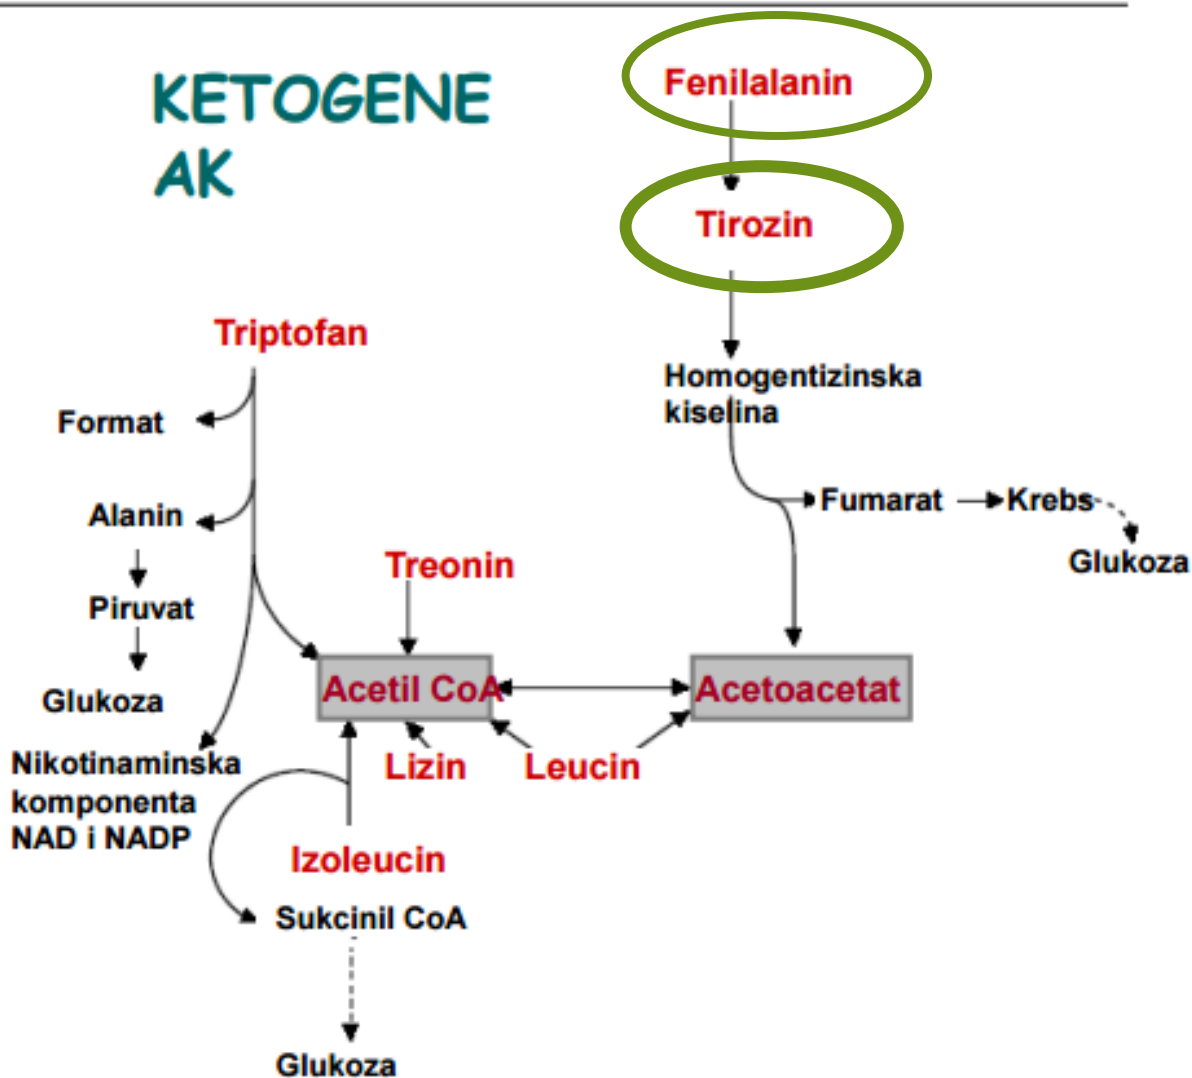 KETOGENE
AK
Fenilalanin
Tirozin
Triptofan
Homogentizinska
kiselina
Format
Fumarat
Krebs
Alanin
Glukoza
Treonin
Piruvat
Acetil CoA
Acetoacetat
Glukoza
Nikotinaminska
komponenta
NAD i NADP
Lizin
Leucin
Izoleucin
Sukcinil CoA
Glukoza